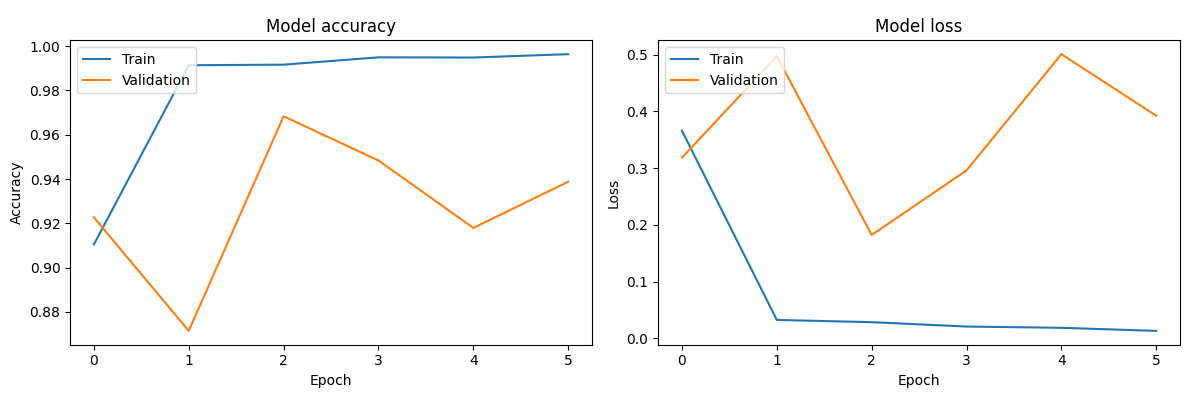 Model accuracy
Train
Validation
1.00
0.98
0.96
0.94
0.92
0.90
0.88
Accuracy
0 1 2 3 4 5
Epoch
Model loss
Train
Validation
0.5
0.4
0.3
0.2
0.1
0.0
Loss
0 1 2 3 4 5
Epoch